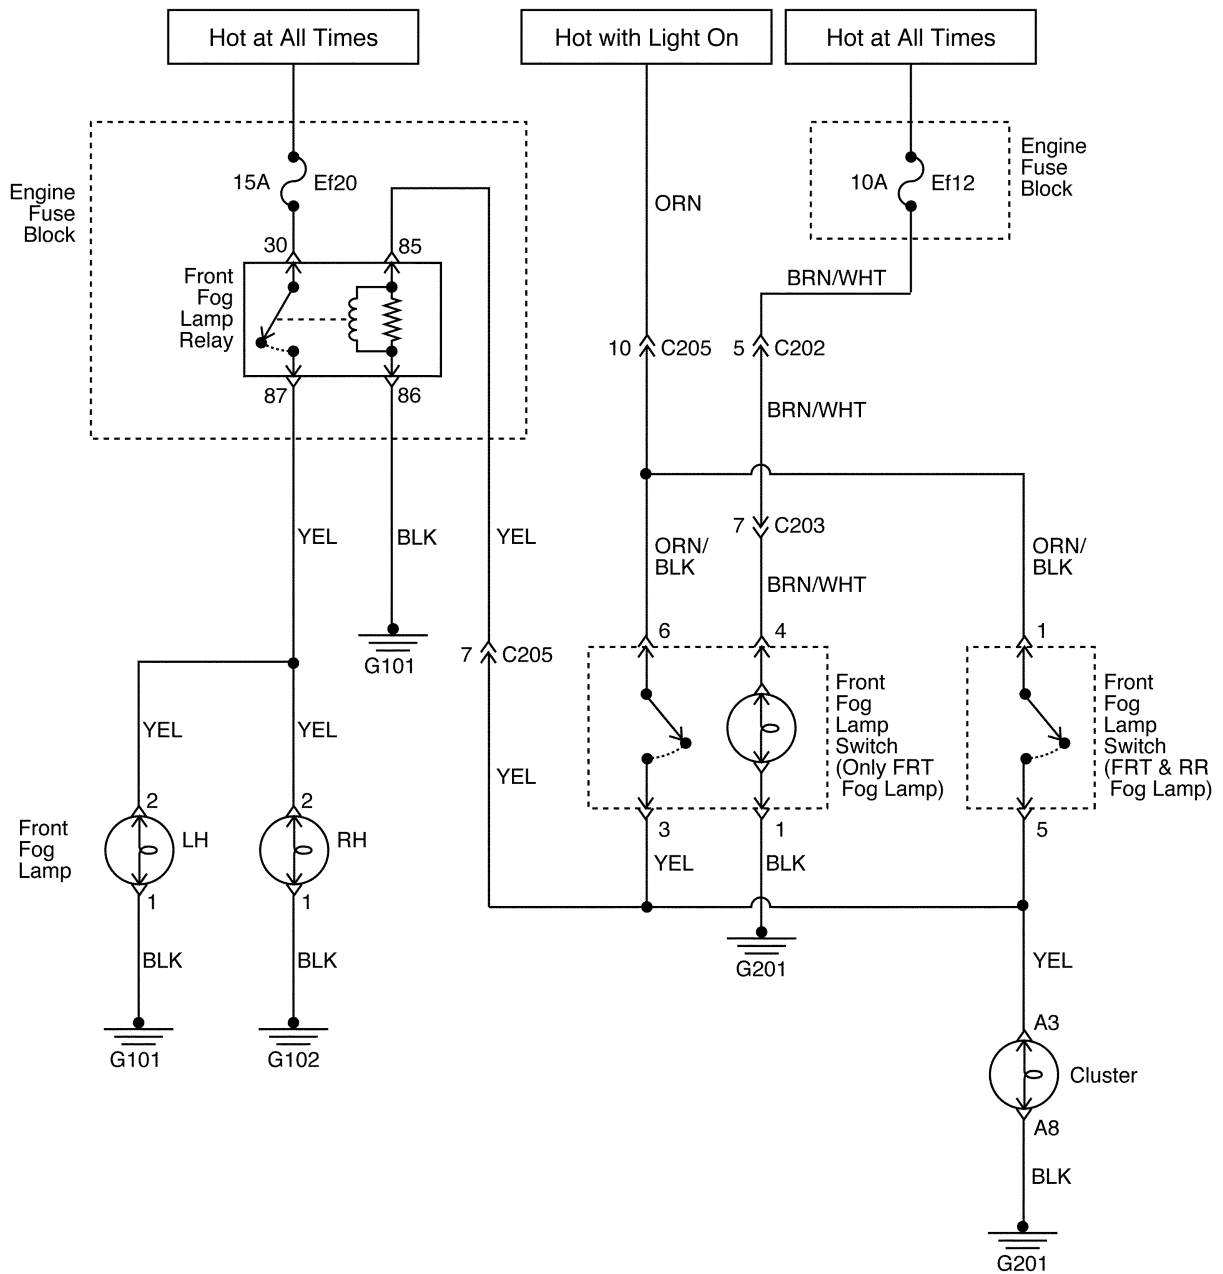 Hot at All Times
Hot with Light On
Hot at All Times
Engine
Fuse
Block
15A
Ef20
10A
Ef12
Engine
Fuse
Block
ORN
30
85
BRN/WHT
Front
Fog
Lamp
Relay
87
86
10
C205
5
C202
BRN/WHT
YEL
BLK
YEL
7
C203
ORN/
BLK
ORN/
BLK
BRN/WHT
G101
7
C205
6
4
1
YEL
YEL
YEL
Front
Fog
Lamp
Switch
(Only FRT
Fog Lamp)
Front
Fog
Lamp
Switch
(FRT & RR
Fog Lamp)
2
2
Front
Fog
Lamp
LH
RH
1
1
3
1
5
YEL
BLK
BLK
BLK
G201
YEL
G101
G102
A3
Cluster
A8
BLK
G201